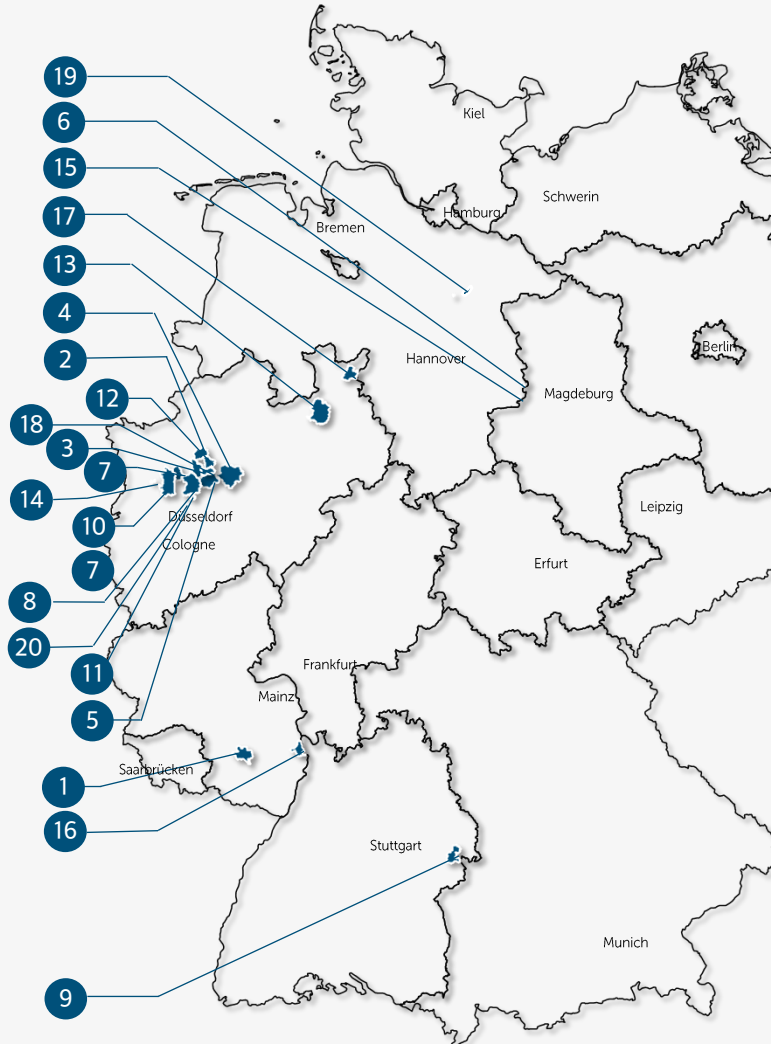 19
6
15
17
13
4
2
12
18
3
7
14
10
7
8
20
11
5
1
16
9
Kiel
Schwerin
Hamburg
Bremen
Berlin
Hannover
Magdeburg
Leipzig
Düsseldorf
Cologne
Erfurt
Frankfurt
Mainz
Saarbrücken
Stuttgart
Munich